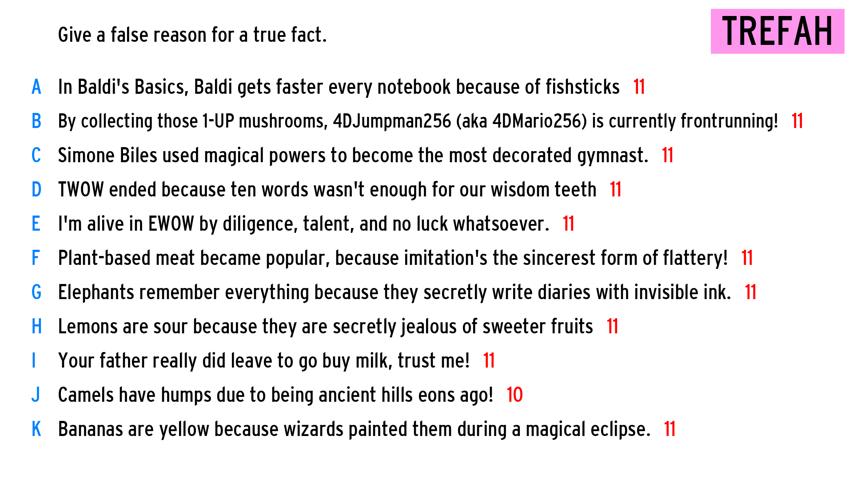 Give a false reason for a true fact.
TREFAH
A In Baldi's Basics, Baldi gets faster every notebook because of fishsticks 11
B By collecting those 1-UP mushrooms, 4DJumpman256 (aka 4DMario256) is currently frontrunning! 11
C Simone Biles used magical powers to become the most decorated gymnast. 11
D TWOW ended because ten words wasn't enough for our wisdom teeth 11
E I'm alive in EWOW by diligence, talent, and no luck whatsoever. 11
F Plant-based meat became popular, because imitation's the sincerest form of flattery! 11
G Elephants remember everything because they secretly write diaries with invisible ink. 11
H Lemons are sour because they are secretly jealous of sweeter fruits 11
I Your father really did leave to go buy milk, trust me! 11
J Camels have humps due to being ancient hills eons ago! 10
K Bananas are yellow because wizards painted them during a magical eclipse. 11